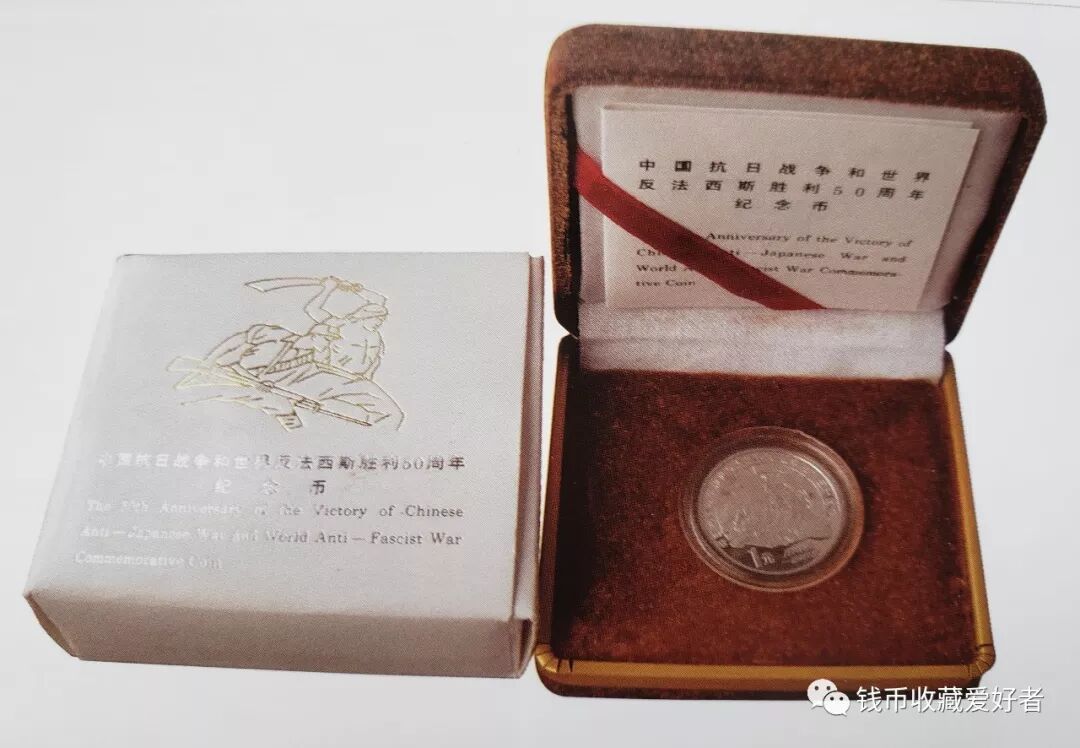 中国抗日战争和世界反法西斯胜利50周年
纪念币
The 50th Anniversary of the Victory of Chinese
Anti—Japanese War and World Anti—Fascist War
Commemorative Coin
中国抗日战争和世界
反法西斯胜利50周年
纪念币
Anniversary of the Victory of
Japanese War and
World Fascist War Commemora-
tive Coin
1元
钱币收藏爱好者